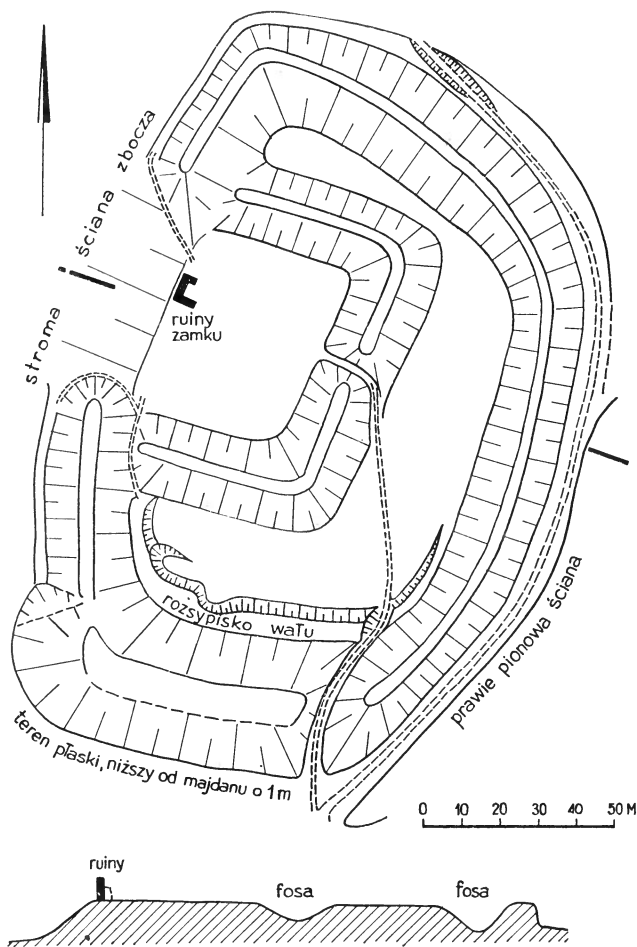 stroma ściana zbocza
ruiny
zamku
rozsypisko wału
prawie pionowa ściana
teren płaski, niższy od majdanu o 1m
0 10 20 30 40 50 M
ruiny
fosa fosa